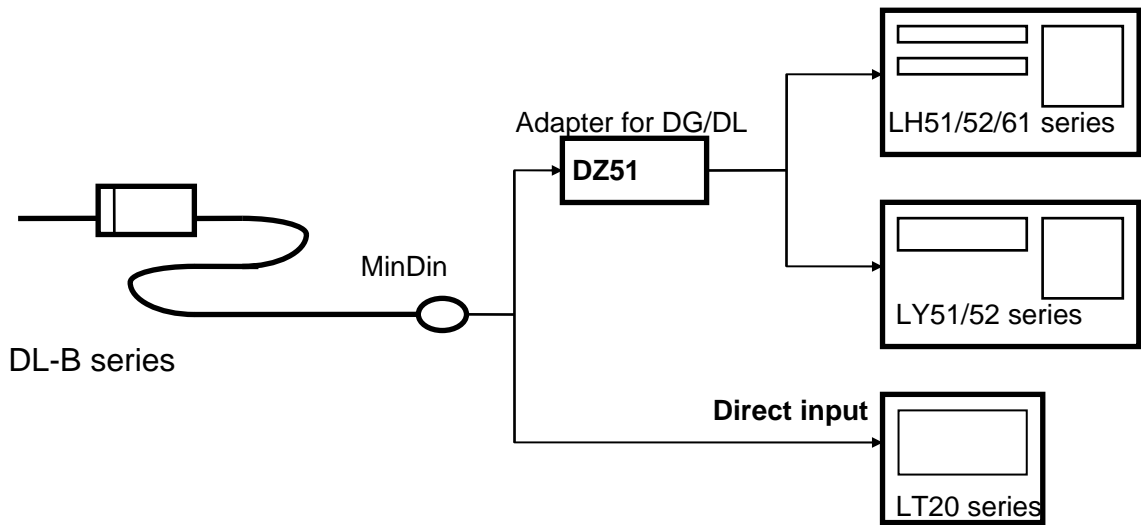 LH51/52/61 series
Adapter for DG/DL
DZ51
MinDin
LY51/52 series
DL-B series
Direct input
LT20 series